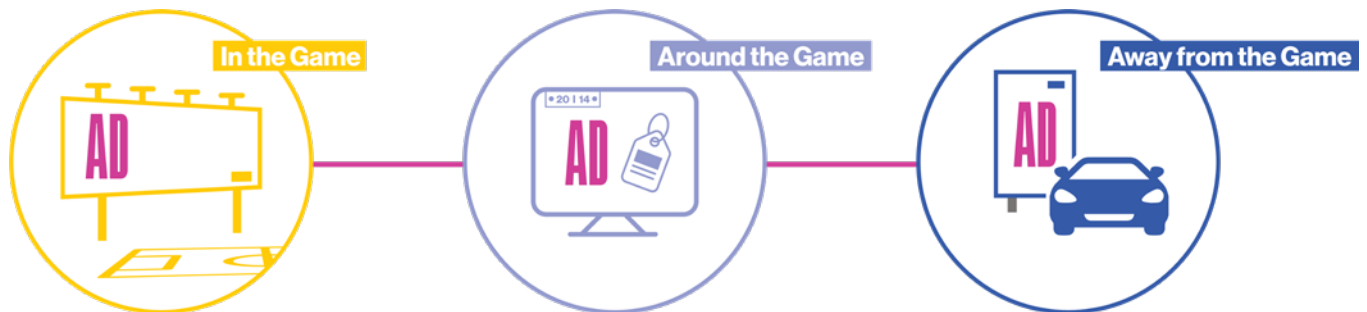 In the Game
AD
Around the Game
• 20 | 14 •
AD
Away from the Game
AD